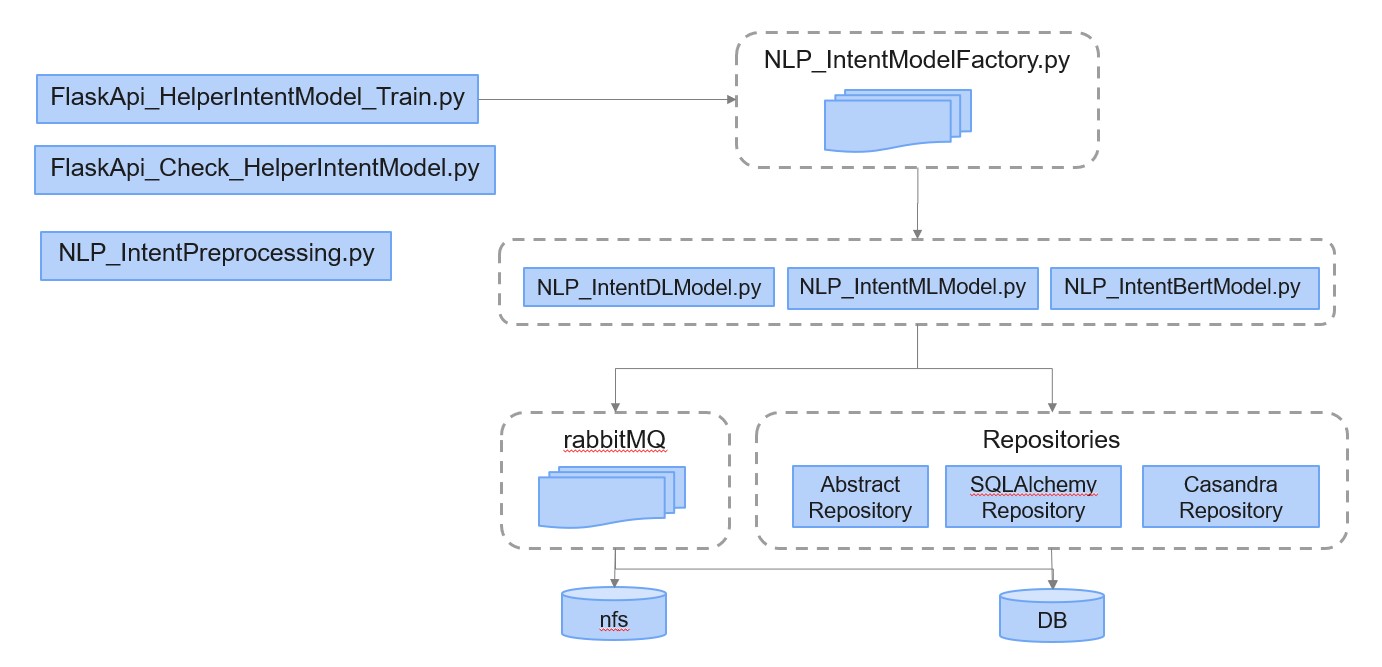 NLP_IntentModelFactory.py
FlaskApi_HelperIntentModel_Train.py
FlaskApi_Check_HelperIntentModel.py
NLP_IntentPreprocessing.py
NLP_IntentDLModel.py
NLP_IntentMLModel.py
NLP_IntentBertModel.py
rabbitMQ
Repositories
Abstract
Repository
SQLAlchemy
Repository
Casandra
Repository
nfs
DB